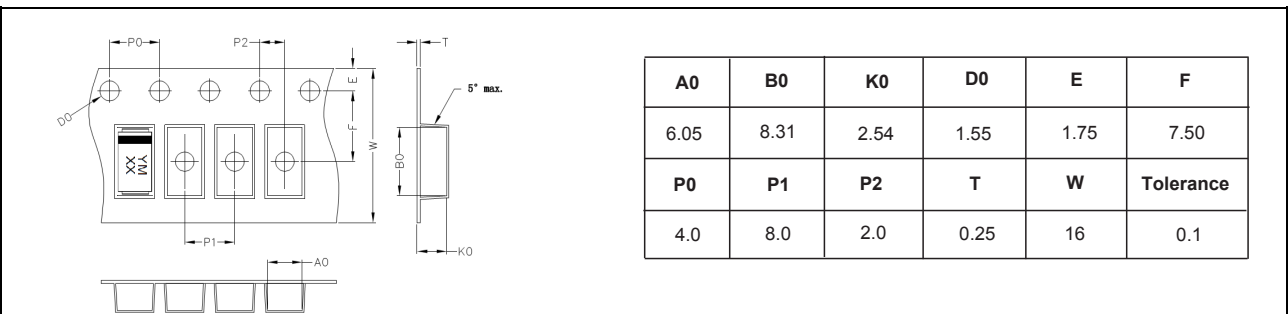 P0 P2 T
E
5° max.
D0
F
W
B0
YM
XX
P1
K0
A0
A0 B0 K0 D0 E F
6.05 8.31 2.54 1.55 1.75 7.50
P0 P1 P2 T W Tolerance
4.0 8.0 2.0 0.25 16 0.1